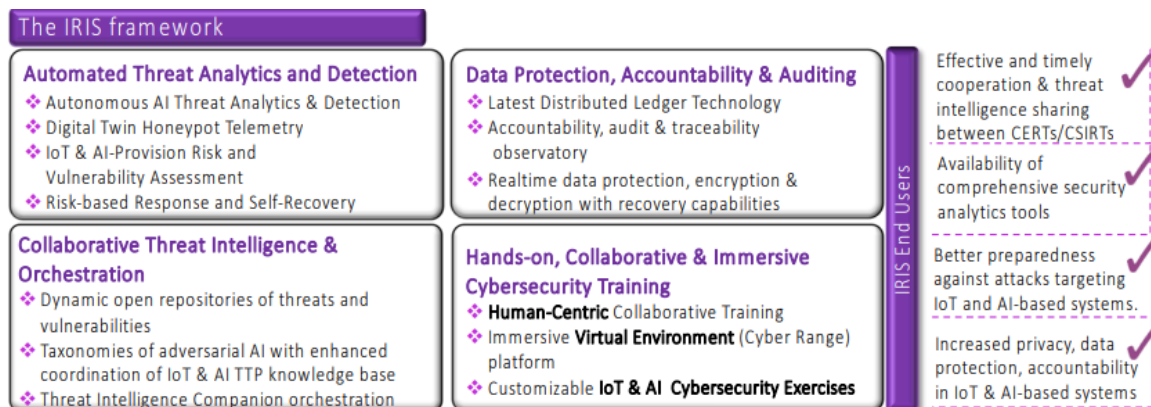 The IRIS framework
Automated Threat Analytics and Detection
❖ Autonomous AI Threat Analytics & Detection
❖ Digital Twin Honeypot Telemetry
❖ IoT & AI-Provision Risk and
Vulnerability Assessment
❖ Risk-based Response and Self-Recovery
Data Protection, Accountability & Auditing
❖ Latest Distributed Ledger Technology
❖ Accountability, audit & traceability
observatory
❖ Realtime data protection, encryption &
decryption with recovery capabilities
Collaborative Threat Intelligence &
Orchestration
❖ Dynamic open repositories of threats and
vulnerabilities
❖ Taxonomies of adversarial AI with enhanced
coordination of IoT & AI TTP knowledge base
❖ Threat Intelligence Companion orchestration
Hands-on, Collaborative & Immersive
Cybersecurity Training
❖ Human-Centric Collaborative Training
❖ Immersive Virtual Environment (Cyber Range)
platform
❖ Customizable IoT & AI Cybersecurity Exercises
IRIS End Users
Effective and timely
cooperation & threat
intelligence sharing
between CERTs/CSIRTs
Availability of
comprehensive security
analytics tools
Better preparedness
against attacks targeting
IoT and AI-based systems.
Increased privacy, data
protection, accountability
in IoT & AI-based systems